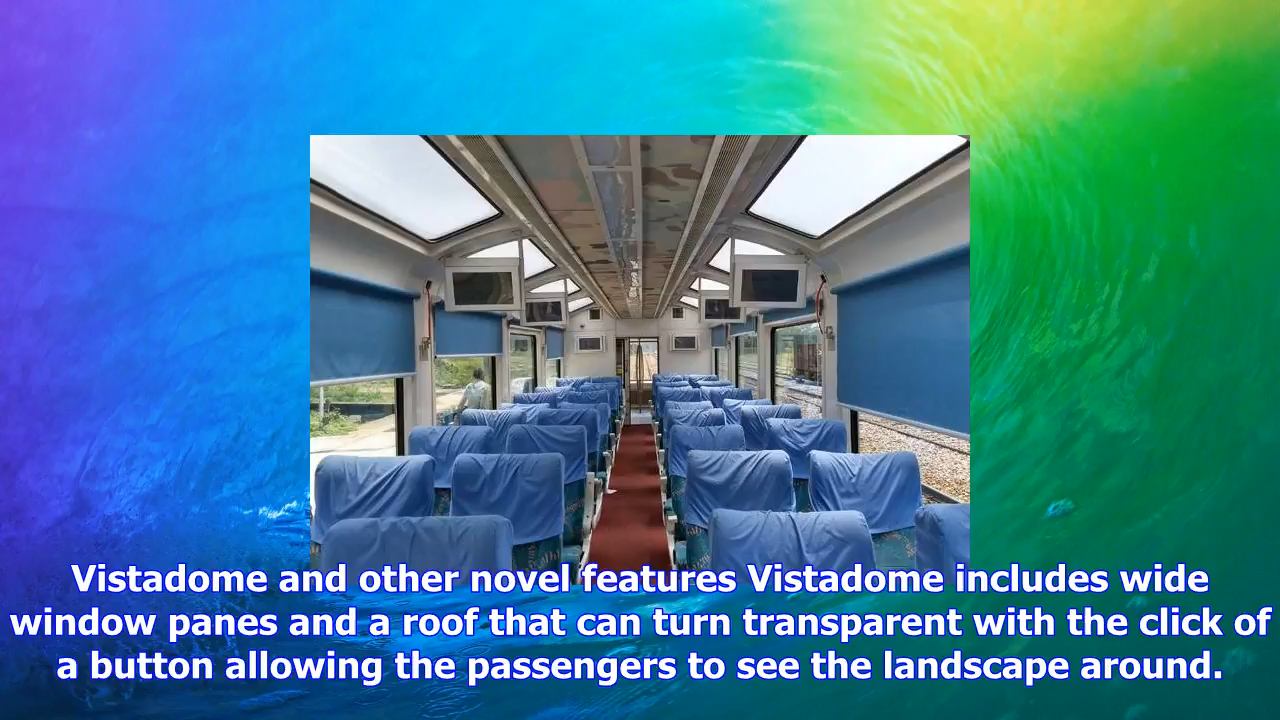 Vistadome and other novel features Vistadome includes wide
window panes and a roof that can turn transparent with the click of
a button allowing the passengers to see the landscape around.